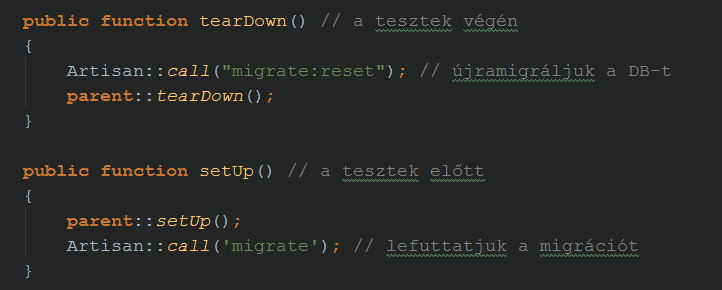 public function tearDown() // a tesztek végén
{
    Artisan::call("migrate:reset"); // újramigráljuk a DB-t
    parent::tearDown();
}

public function setUp() // a tesztek előtt
{
    parent::setUp();
    Artisan::call('migrate'); // lefuttatjuk a migrációt
}